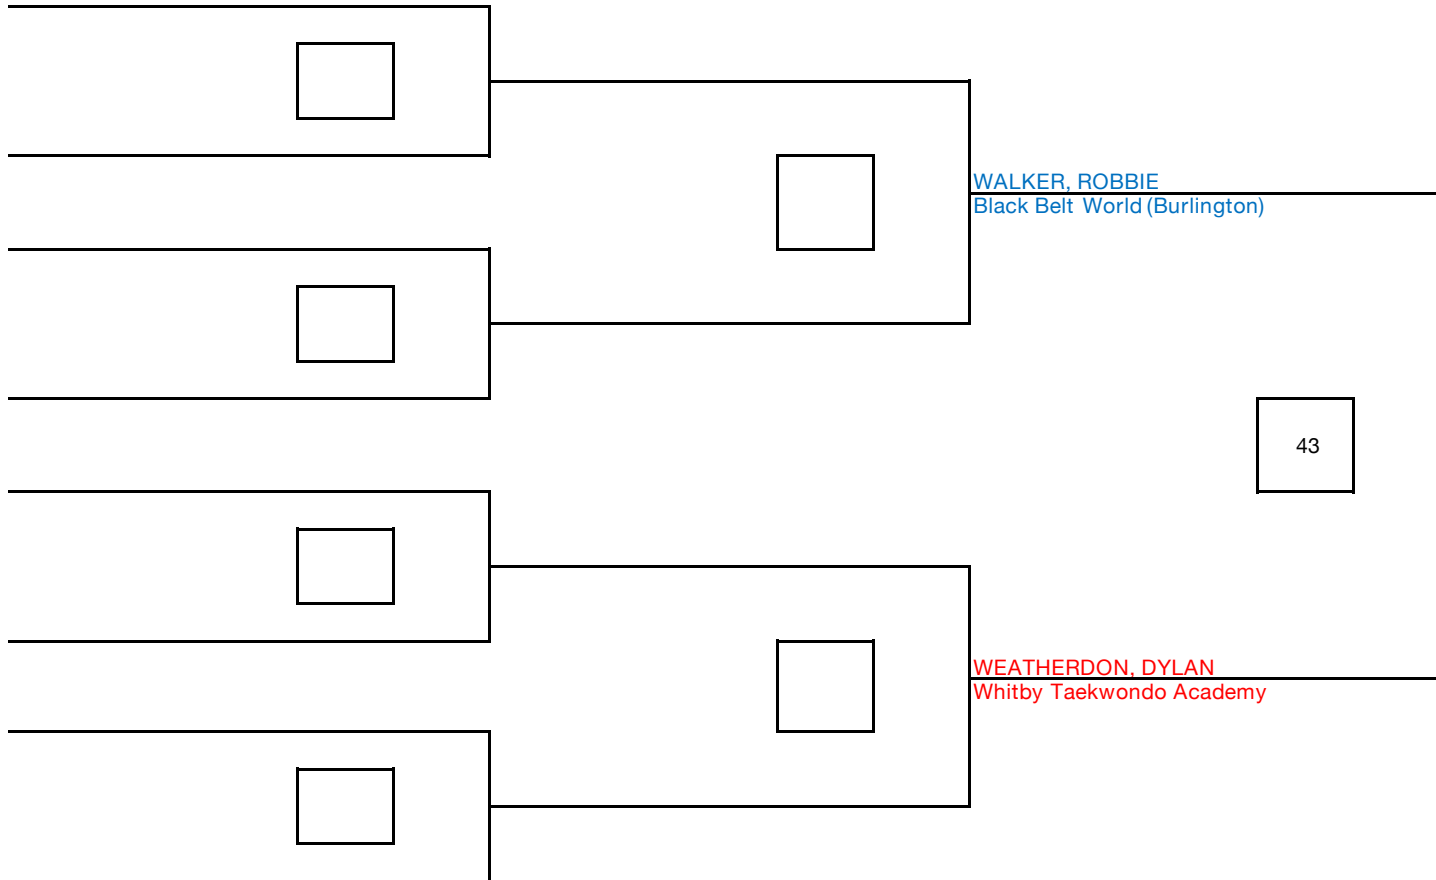 WALKER, ROBBIE
Black Belt World (Burlington)
43
WEATHERDON, DYLAN
Whitby Taekwondo Academy